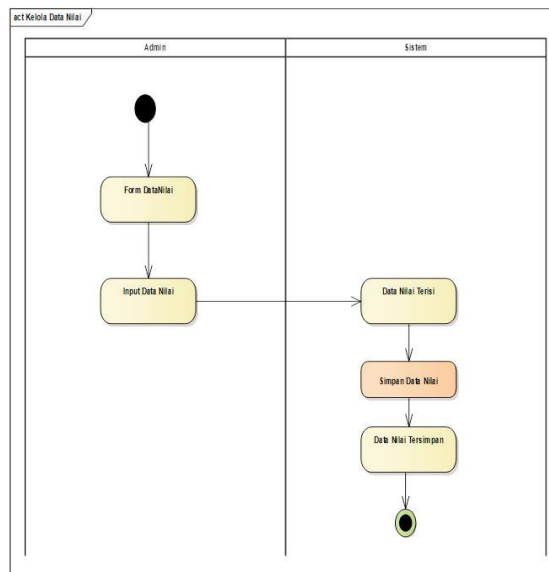 act Kelola Data Nilai
Admin
Sistem
Form DataNilai
Input Data Nilai
Data Nilai Terisi
Simpan Data Nilai
Data Nilai Tersimpan